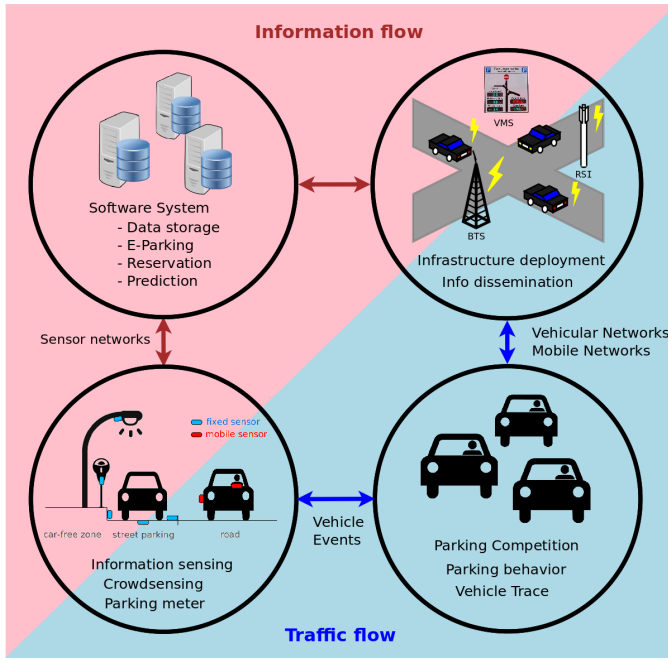 Information flow
VMS
RSI
BTS
Software System
- Data storage
- E-Parking
- Reservation
- Prediction
Infrastructure deployment
Info dissemination
Sensor networks
Vehicular Networks
Mobile Networks
fixed sensor
mobile sensor
car-free zone
street parking
road
Information sensing
Crowdsensing
Parking meter
Vehicle
Events
Parking Competition
Parking behavior
Vehicle Trace
Traffic flow